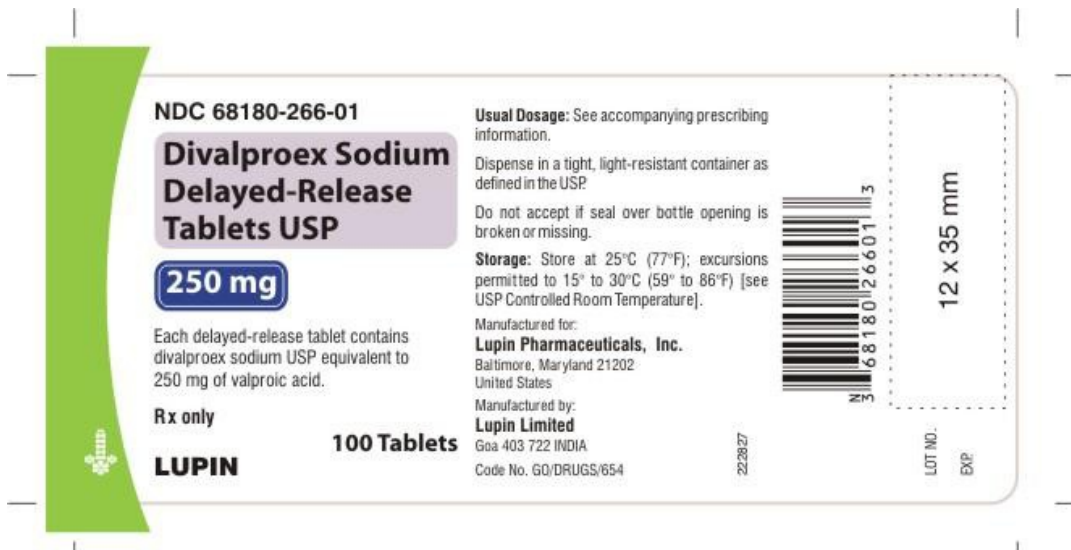 NDC 68180-266-01
Divalproex Sodium
Delayed-Release
Tablets USP
250 mg
Each delayed-release tablet contains
divalproex sodium USP equivalent to
250 mg of valproic acid.
Rx only
100 Tablets
LUPIN
Usual Dosage: See accompanying prescribing
information.
Dispense in a tight, light-resistant container as
defined in the USP.
Do not accept if seal over bottle opening is
broken or missing.
Storage: Store at 25°C (77°F); excursions
permitted to 15° to 30°C (59° to 86°F) [see
USP Controlled Room Temperature].
Manufactured for:
Lupin Pharmaceuticals, Inc.
Baltimore, Maryland 21202
United States
Manufactured by:
Lupin Limited
Goa 403 722 INDIA
Code No. GO/DRUGS/654
222827
N
3 68180 26601 3
12 x 35 mm
LOT NO.
EXP.